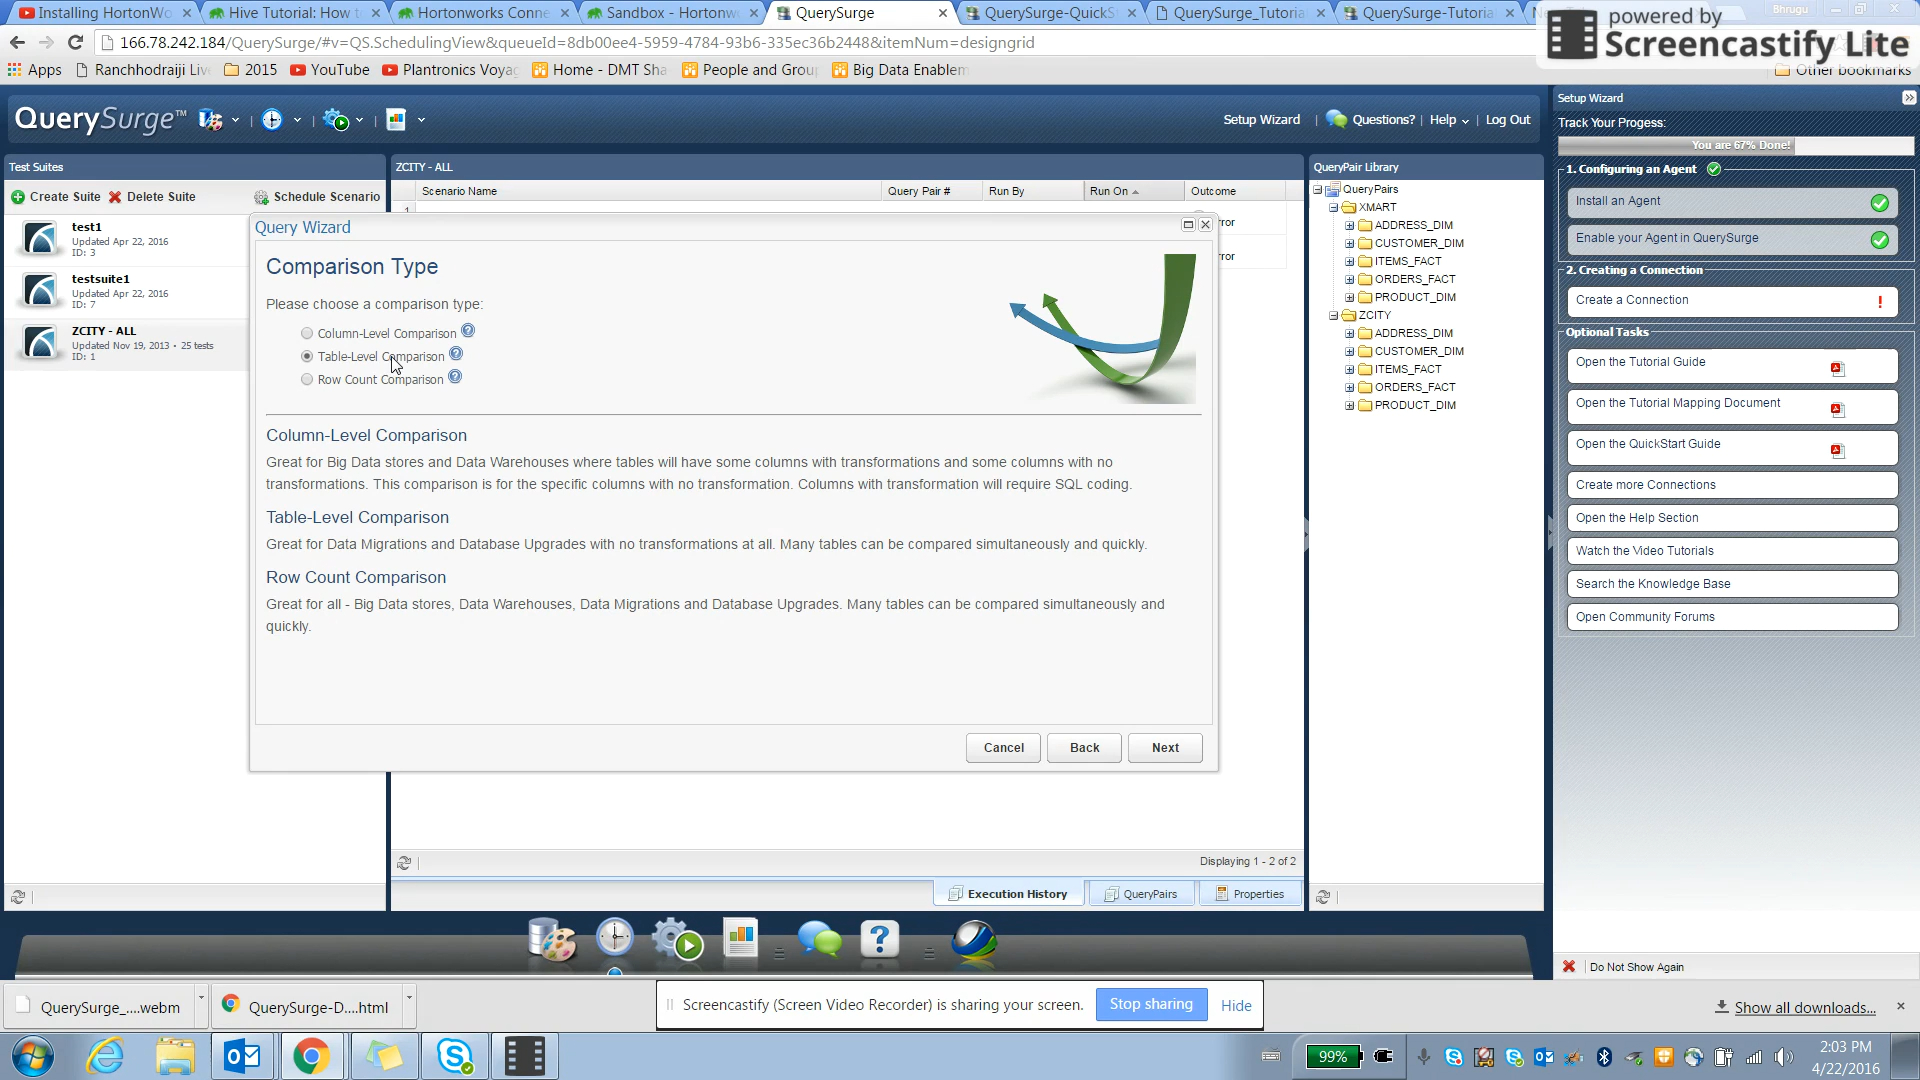 Installing HortonWo
Hive Tutorial: How t
Hortonworks Conne
Sandbox - Hortonw
QuerySurge
QuerySurge-QuickS
QuerySurge_Tutoria
QuerySurge-Tutoria
Bhrugu
powered by
Screencastify Lite
166.78.242.184/QuerySurge/#v=QS.SchedulingView&queueId=8db00ee4-5959-4784-93b6-335ec36b2448&itemNum=designgrid
Apps
Ranchhodraiji Liv
2015
YouTube
Plantronics Voyag
Home - DMT Sha
People and Group
Big Data Enablem
Other bookmarks
QuerySurge™
Setup Wizard
Questions?
Help
Log Out
Test Suites
Create Suite
Delete Suite
Schedule Scenario
test1
Updated Apr 22, 2016
ID: 3
testsuite1
Updated Apr 22, 2016
ID: 7
ZCITY - ALL
Updated Nov 19, 2013 • 25 tests
ID: 1
ZCITY - ALL
Scenario Name
Query Pair #
Run By
Run On
Outcome
1
rror
rror
Query Wizard
Comparison Type
Please choose a comparison type:
Column-Level Comparison
Table-Level Comparison
Row Count Comparison
Column-Level Comparison
Great for Big Data stores and Data Warehouses where tables will have some columns with transformations and some columns with no
transformations. This comparison is for the specific columns with no transformation. Columns with transformation will require SQL coding.
Table-Level Comparison
Great for Data Migrations and Database Upgrades with no transformations at all. Many tables can be compared simultaneously and quickly.
Row Count Comparison
Great for all - Big Data stores, Data Warehouses, Data Migrations and Database Upgrades. Many tables can be compared simultaneously and
quickly.
Cancel
Back
Next
Displaying 1 - 2 of 2
Execution History
QueryPairs
Properties
QueryPair Library
QueryPairs
XMART
ADDRESS_DIM
CUSTOMER_DIM
ITEMS_FACT
ORDERS_FACT
PRODUCT_DIM
ZCITY
ADDRESS_DIM
CUSTOMER_DIM
ITEMS_FACT
ORDERS_FACT
PRODUCT_DIM
Setup Wizard
Track Your Progess:
You are 67% Done!
1. Configuring an Agent
Install an Agent
Enable your Agent in QuerySurge
2. Creating a Connection
Create a Connection
!
Optional Tasks
Open the Tutorial Guide
Open the Tutorial Mapping Document
Open the QuickStart Guide
Create more Connections
Open the Help Section
Watch the Video Tutorials
Search the Knowledge Base
Open Community Forums
Do Not Show Again
QuerySurge_....webm
QuerySurge-D....html
Screencastify (Screen Video Recorder) is sharing your screen.
Stop sharing
Hide
Show all downloads...
99%
2:03 PM
4/22/2016